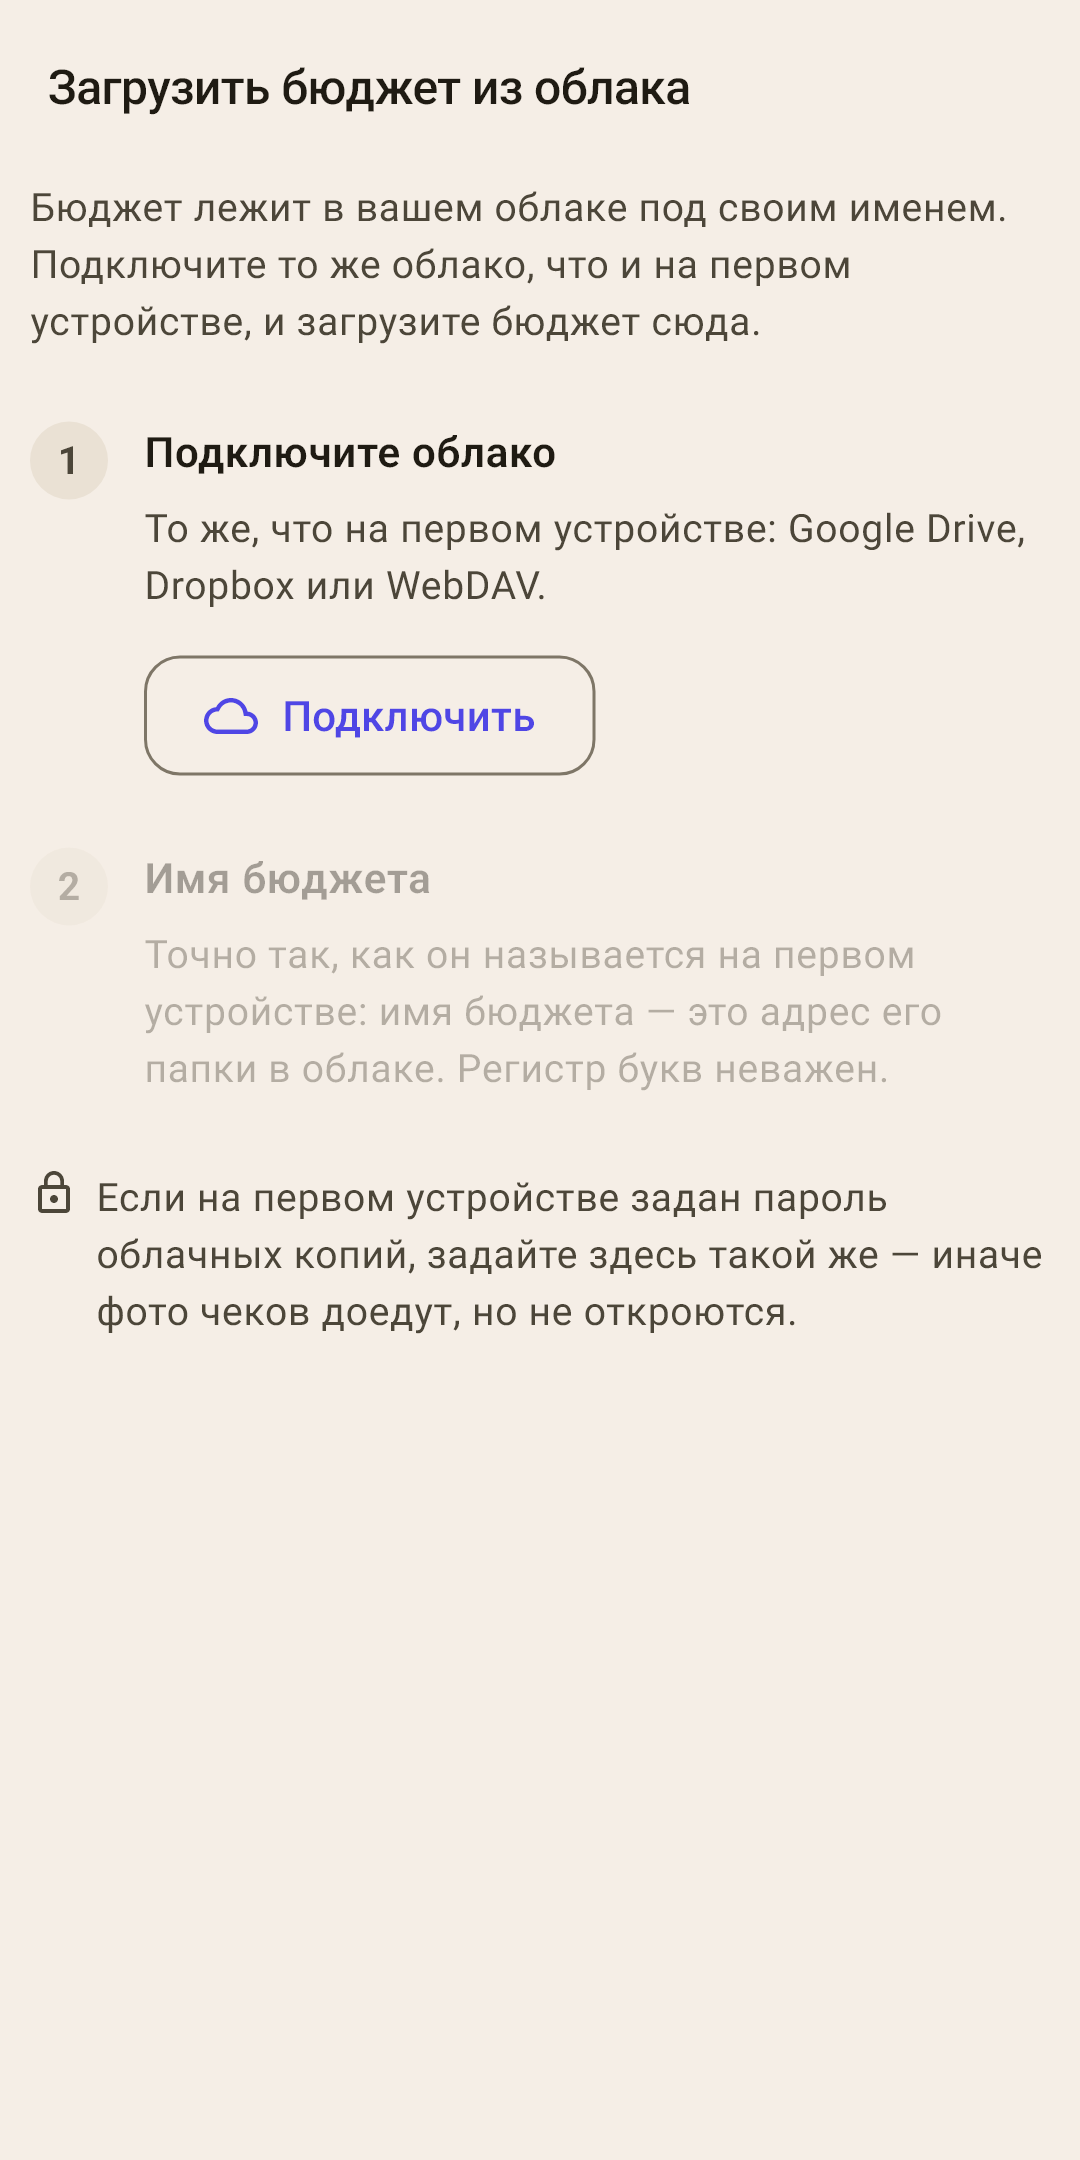 Загрузить бюджет из облака
Бюджет лежит в вашем облаке под своим именем.
Подключите то же облако, что и на первом
устройстве, и загрузите бюджет сюда.
1
Подключите облако
То же, что на первом устройстве: Google Drive,
Dropbox или WebDAV.
Подключить
2
Имя бюджета
Точно так, как он называется на первом
устройстве: имя бюджета — это адрес его
папки в облаке. Регистр букв неважен.
Если на первом устройстве задан пароль
облачных копий, задайте здесь такой же — иначе
фото чеков доедут, но не откроются.